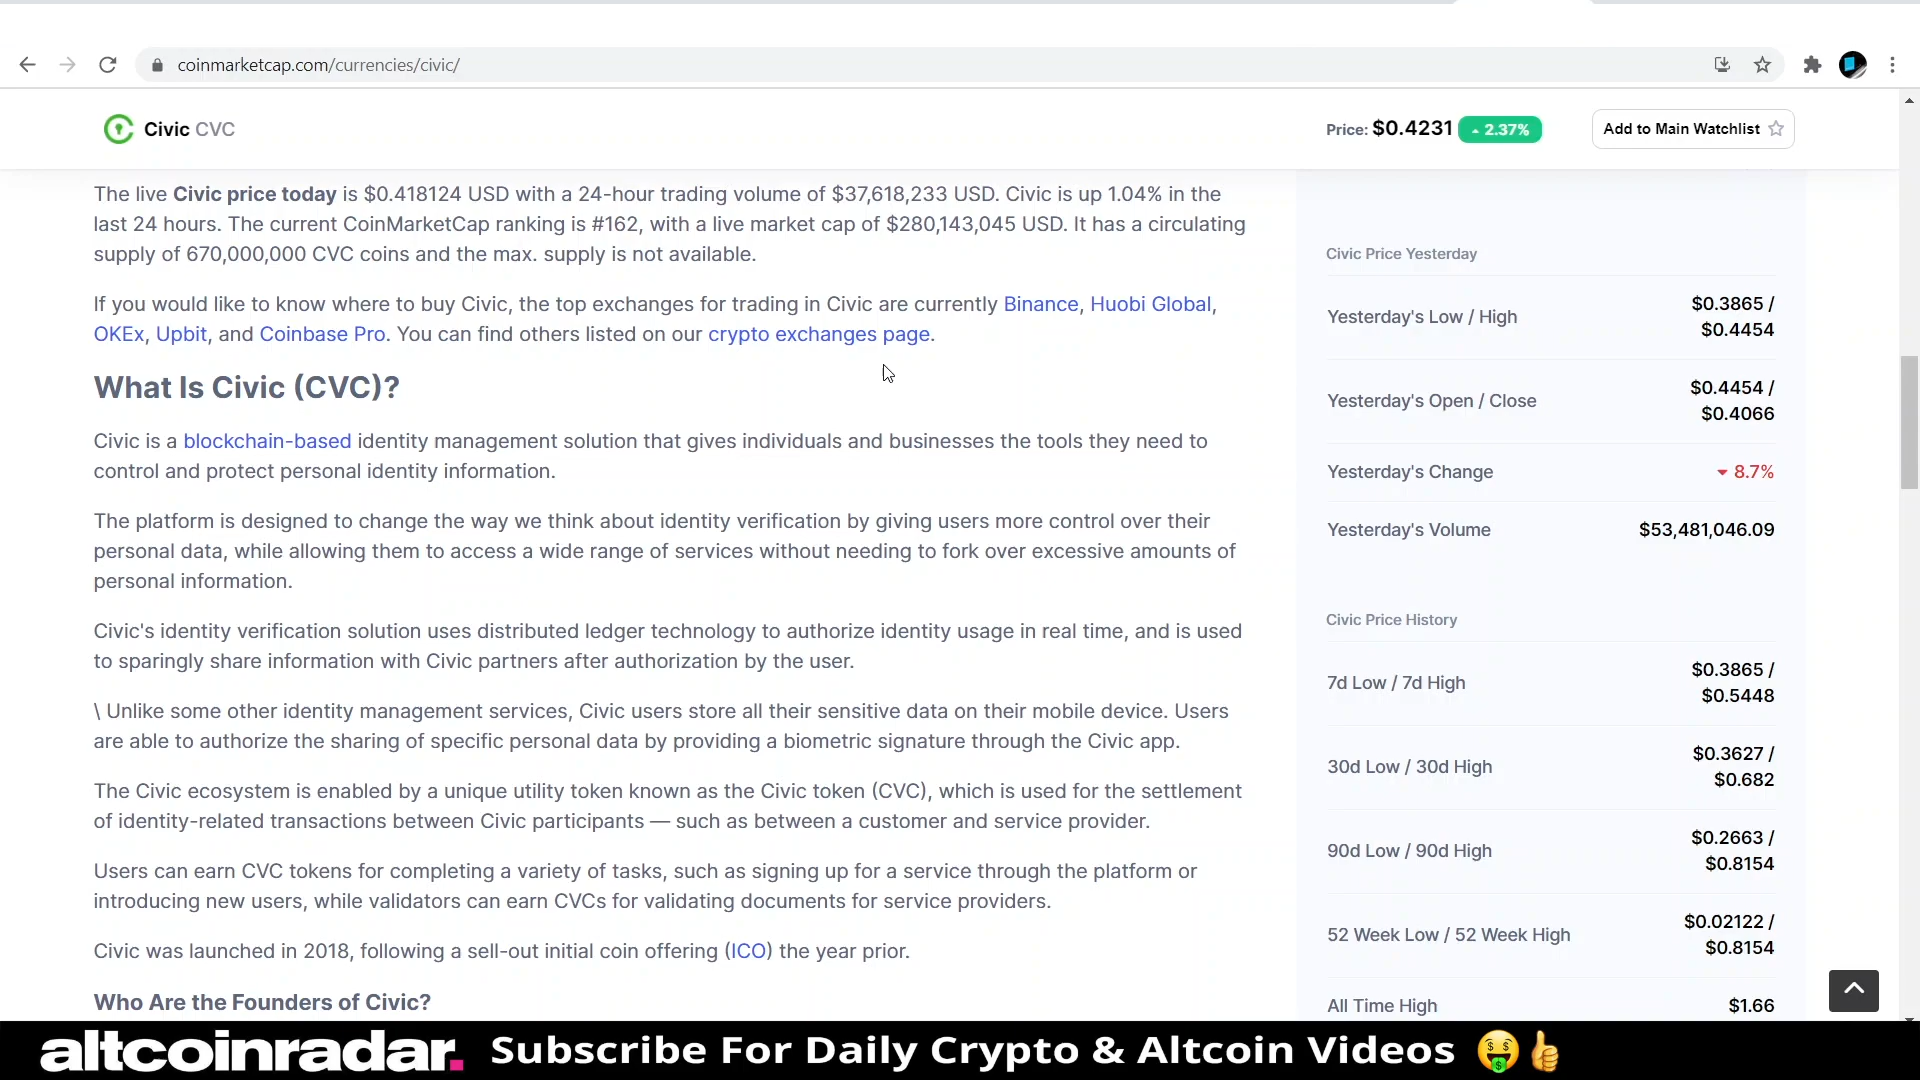 coinmarketcap.com/currencies/civic/
Civic CVC
Price: $0.4231 2.37%
Add to Main Watchlist
The live Civic price today is $0.418124 USD with a 24-hour trading volume of $37,618,233 USD. Civic is up 1.04% in the
last 24 hours. The current CoinMarketCap ranking is #162, with a live market cap of $280,143,045 USD. It has a circulating
supply of 670,000,000 CVC coins and the max. supply is not available.
If you would like to know where to buy Civic, the top exchanges for trading in Civic are currently Binance, Huobi Global,
OKEx, Upbit, and Coinbase Pro. You can find others listed on our crypto exchanges page.
What Is Civic (CVC)?
Civic is a blockchain-based identity management solution that gives individuals and businesses the tools they need to
control and protect personal identity information.
The platform is designed to change the way we think about identity verification by giving users more control over their
personal data, while allowing them to access a wide range of services without needing to fork over excessive amounts of
personal information.
Civic's identity verification solution uses distributed ledger technology to authorize identity usage in real time, and is used
to sparingly share information with Civic partners after authorization by the user.
\ Unlike some other identity management services, Civic users store all their sensitive data on their mobile device. Users
are able to authorize the sharing of specific personal data by providing a biometric signature through the Civic app.
The Civic ecosystem is enabled by a unique utility token known as the Civic token (CVC), which is used for the settlement
of identity-related transactions between Civic participants — such as between a customer and service provider.
Users can earn CVC tokens for completing a variety of tasks, such as signing up for a service through the platform or
introducing new users, while validators can earn CVCs for validating documents for service providers.
Civic was launched in 2018, following a sell-out initial coin offering (ICO) the year prior.
Who Are the Founders of Civic?
Civic Price Yesterday
Yesterday's Low / High
$0.3865 /
$0.4454
Yesterday's Open / Close
$0.4454 /
$0.4066
Yesterday's Change
8.7%
Yesterday's Volume
$53,481,046.09
Civic Price History
7d Low / 7d High
$0.3865 /
$0.5448
30d Low / 30d High
$0.3627 /
$0.682
90d Low / 90d High
$0.2663 /
$0.8154
52 Week Low / 52 Week High
$0.02122 /
$0.8154
All Time High
$1.66
altcoinradar. Subscribe For Daily Crypto & Altcoin Videos 🤑👍